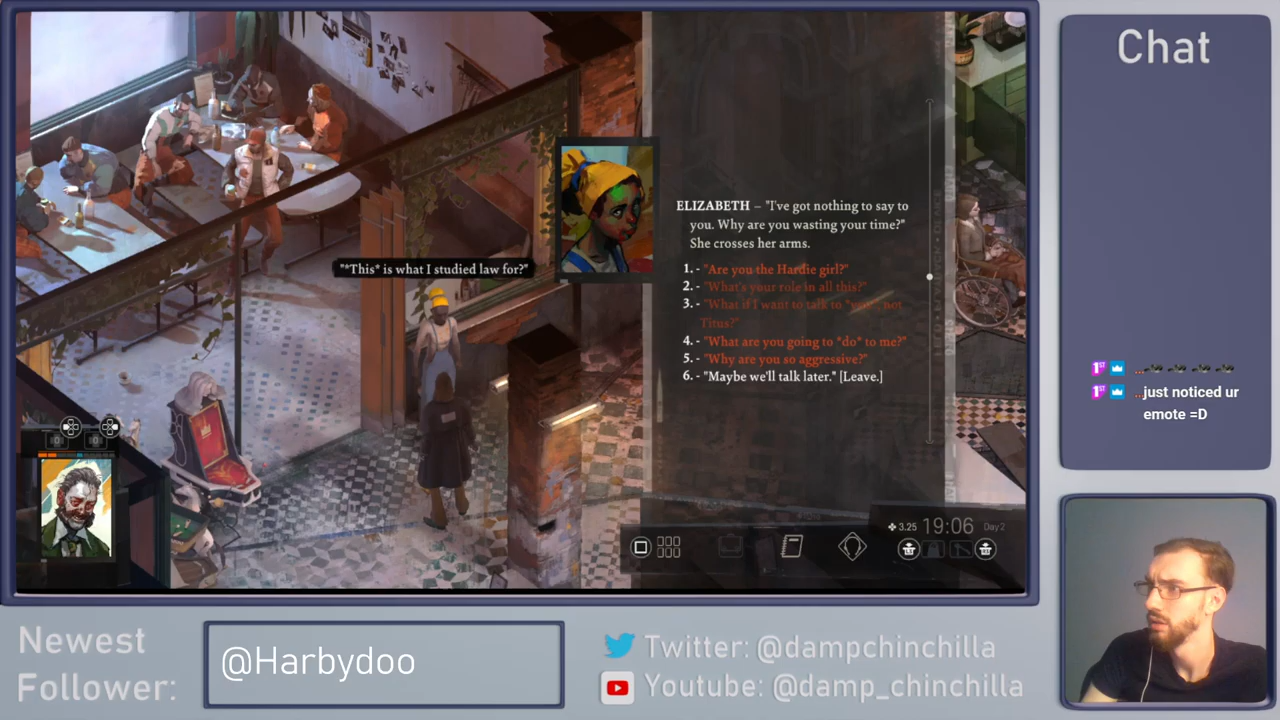 Chat
ELIZABETH – "I've got nothing to say to
you. Why are you wasting your time?"
She crosses her arms.
"*This* is what I studied law for?"
1. - "Are you the Hardie girl?"
2. - "What's your role in all this?"
3. - "What if I want to talk to *you*, not
Titus?"
4. - "What are you going to *do* to me?"
5. - "Why are you so aggressive?"
6. - "Maybe we'll talk later." [Leave.]
1ST ...
1ST ...just noticed ur
emote =D
3.25 19:06 Day 2
Newest
Follower:
@Harbydoo
Twitter: @dampchinchilla
Youtube: @damp_chinchilla